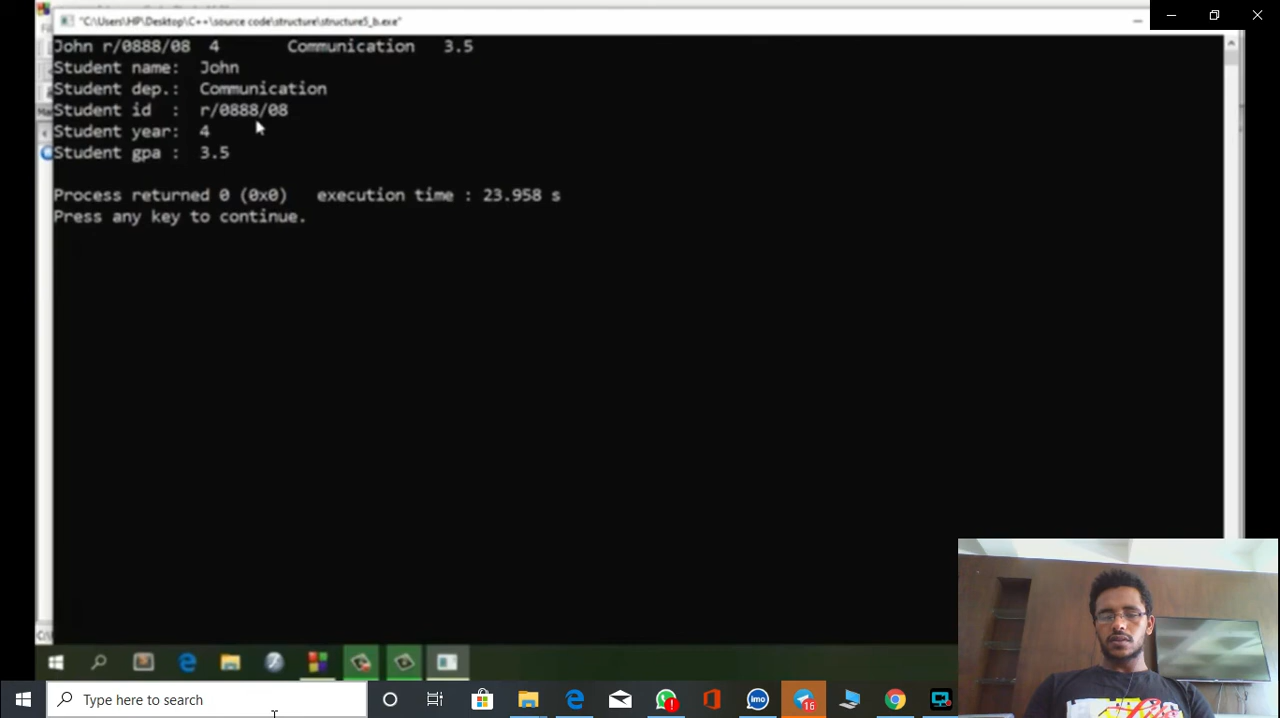 "C:\Users\HP\Desktop\C++\source code\structure\structure5_b.exe"
John r/0888/08  4       Communication   3.5
Student name:  John
Student dep.:  Communication
Student id  :  r/0888/08
Student year:  4
Student gpa :  3.5
Process returned 0 (0x0)   execution time : 23.958 s
Press any key to continue.
Type here to search
imo
16